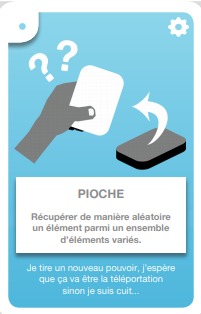 ? ?
PIOCHE
Récupérer de manière aléatoire
un élément parmi un ensemble
d'éléments variés.
Je tire un nouveau pouvoir, j'espère
que ça va être la téléportation
sinon je suis cuit...